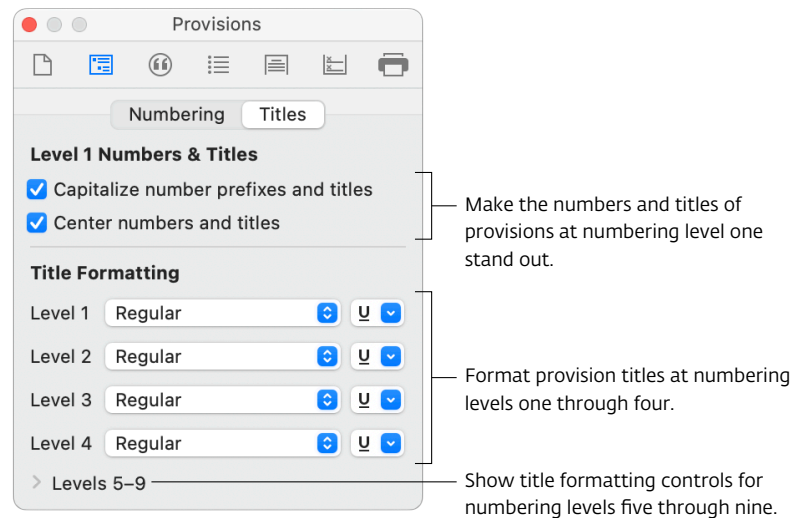 Provisions
Numbering Titles
Level 1 Numbers & Titles
Capitalize number prefixes and titles
Center numbers and titles
Make the numbers and titles of
provisions at numbering level one
stand out.
Title Formatting
Level 1 Regular U
Level 2 Regular U
Level 3 Regular U
Level 4 Regular U
Format provision titles at numbering
levels one through four.
Levels 5–9
Show title formatting controls for
numbering levels five through nine.